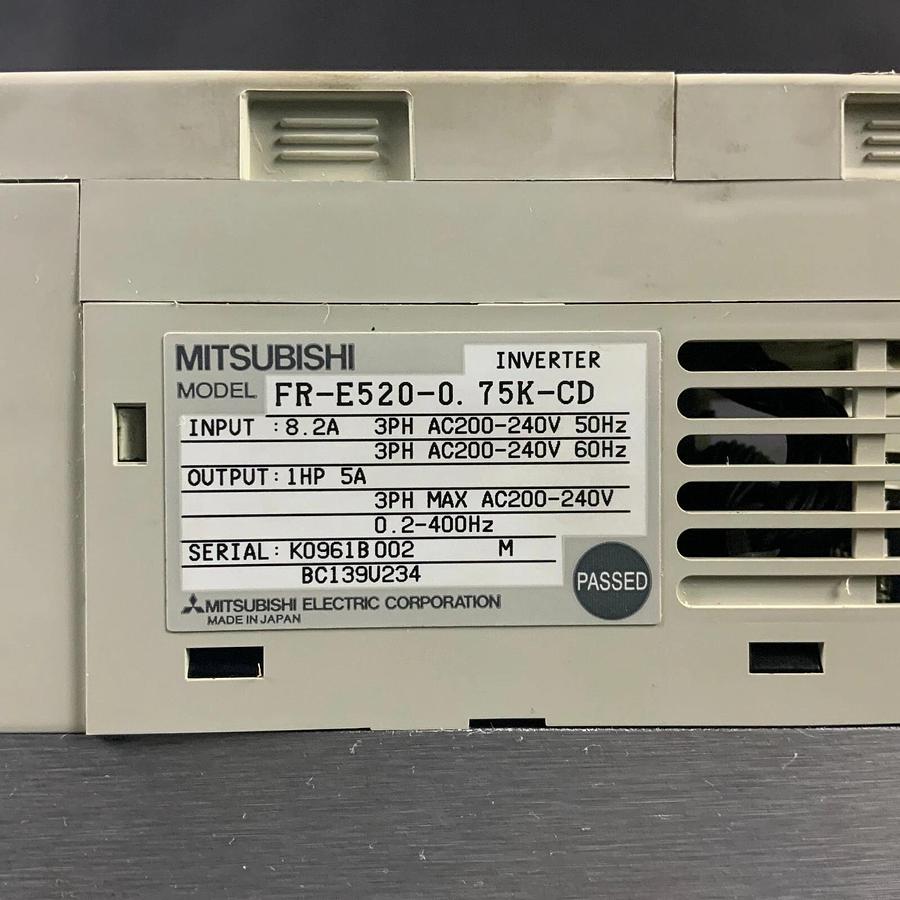 MITSUBISHI INVERTER
MODEL FR-E520-0.75K-CD
INPUT :8.2A 3PH AC200-240V 50Hz
3PH AC200-240V 60Hz
OUTPUT:1HP 5A
3PH MAX AC200-240V
0.2-400Hz
SERIAL:K0961B002 M
BC139U234
PASSED
MITSUBISHI ELECTRIC CORPORATION
MADE IN JAPAN